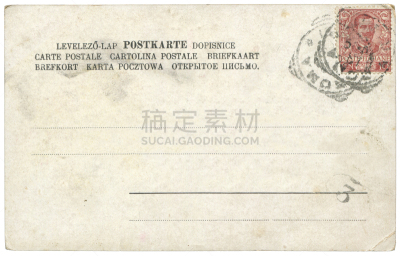 LEVELEZŐ-LAP POSTKARTE DOPISNICE
CARTE POSTALE CARTOLINA POSTALE BRIEFKAART
BREFKORT KARTA POCZTOWA ОТКРЫТОЕ ПИСЬМО.
搞定素材
SUCAI.GAODING.COM